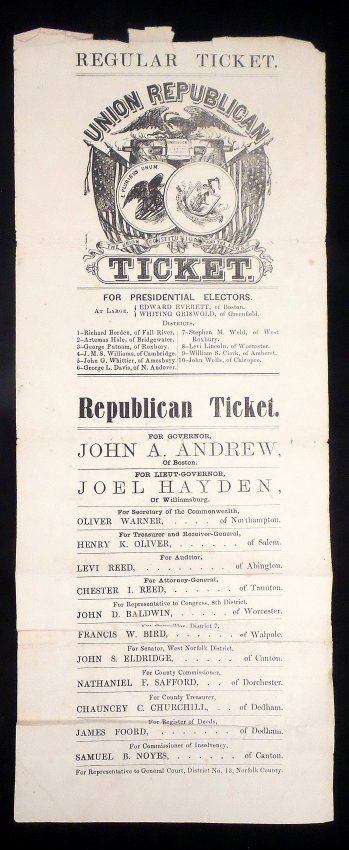 REGULAR TICKET.
UNION REPUBLICAN
E PLURIBUS UNUM
TICKET.
FOR PRESIDENTIAL ELECTORS.
AT LARGE. { EDWARD EVERETT, of Boston.
WHITING GRISWOLD, of Greenfield.
DISTRICTS,
1–Richard Borden, of Fall River.
2–Artemas Hale, of Bridgewater.
3–George Putnam, of Roxbury.
4–J. M. S. Williams, of Cambridge.
5–John G. Whittier, of Amesbury.
6–George L. Davis, of N. Andover.
7–Stephen M. Weld, of West
Roxbury.
8–Levi Lincoln, of Worcester.
9–William S. Clark, of Amherst.
10–John Wells, of Chicopee.
Republican Ticket.
FOR GOVERNOR,
JOHN A. ANDREW,
Of Boston.
FOR LIEUT-GOVERNOR,
JOEL HAYDEN,
Of Williamsburg.
For Secretary of the Commonwealth,
OLIVER WARNER, . . . . . of Northampton.
For Treasurer and Receiver-General,
HENRY K. OLIVER, . . . . . . of Salem.
For Auditor,
LEVI REED, . . . . . . . . of Abington.
For Attorney-General,
CHESTER I. REED, . . . . . . . of Taunton.
For Representative to Congress, 8th District.
JOHN D. BALDWIN, . . . . . of Worcester.
District 7,
FRANCIS W. BIRD, . . . . . . . of Walpole.
For Senator, West Norfolk District,
JOHN S. ELDRIDGE, . . . . . . of Canton.
For County Commissioner,
NATHANIEL F. SAFFORD, . . of Dorchester.
For County Treasurer,
CHAUNCEY C. CHURCHILL, . . of Dedham.
For Register of Deeds,
JAMES FOORD, . . . . . . . of Dedham.
For Commissioner of Insolvency,
SAMUEL B. NOYES, . . . . . . of Canton.
For Representative to General Court, District No. 13, Norfolk County.